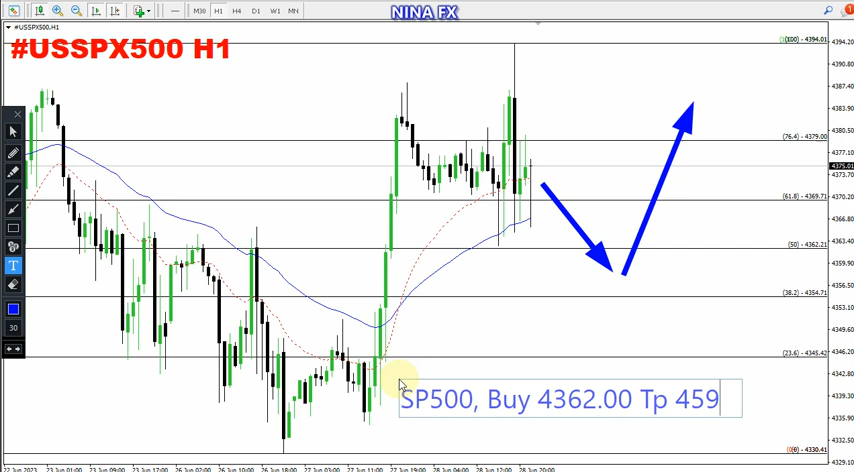 M30 H1 H4 D1 W1 MN
NINA FX
#USSPX500,H1
#USSPX500 H1
(100) - 4394.01
4394.20
4390.80
4387.40
4383.90
4380.50
(76.4) - 4379.00
4377.10
4375.01
4373.70
4370.20
(61.8) - 4369.71
4366.80
4363.40
(50) - 4362.21
4360.00
4356.50
(38.2) - 4354.71
4353.10
4349.60
4346.20
(23.6) - 4345.42
4342.80
4339.30
4335.90
4332.50
4330.41
4329.10
T
30
SP500, Buy 4362.00 Tp 459
22 Jun 2023 23 Jun 01:00 23 Jun 09:00 23 Jun 17:00 26 Jun 02:00 26 Jun 10:00 26 Jun 18:00 27 Jun 03:00 27 Jun 11:00 27 Jun 19:00 28 Jun 04:00 28 Jun 12:00 28 Jun 20:00